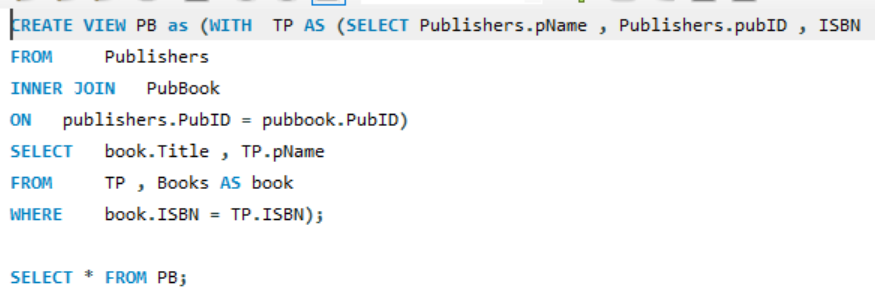 CREATE VIEW PB as (WITH  TP AS (SELECT Publishers.pName , Publishers.pubID , ISBN
FROM     Publishers
INNER JOIN   PubBook
ON   publishers.PubID = pubbook.PubID)
SELECT   book.Title , TP.pName
FROM     TP , Books AS book
WHERE    book.ISBN = TP.ISBN);
SELECT * FROM PB;